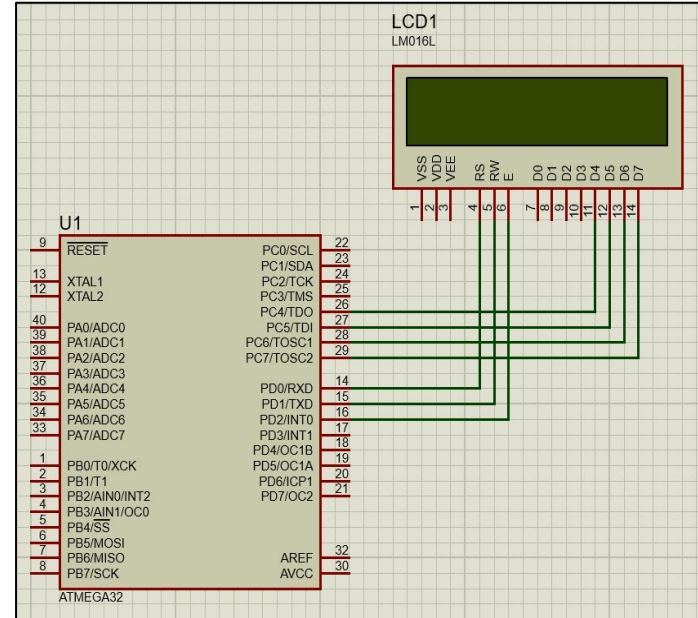 LCD1
LM016L
VSS VDD VEE RS RW E D0 D1 D2 D3 D4 D5 D6 D7
1 2 3 4 5 6 7 8 9 10 11 12 13 14
U1
9 RESET PC0/SCL 22
PC1/SDA 23
13 XTAL1 PC2/TCK 24
12 XTAL2 PC3/TMS 25
PC4/TDO 26
40 PA0/ADC0 PC5/TDI 27
39 PA1/ADC1 PC6/TOSC1 28
38 PA2/ADC2 PC7/TOSC2 29
37 PA3/ADC3
36 PA4/ADC4 PD0/RXD 14
35 PA5/ADC5 PD1/TXD 15
34 PA6/ADC6 PD2/INT0 16
33 PA7/ADC7 PD3/INT1 17
PD4/OC1B 18
1 PB0/T0/XCK PD5/OC1A 19
2 PB1/T1 PD6/ICP1 20
3 PB2/AIN0/INT2 PD7/OC2 21
4 PB3/AIN1/OC0
5 PB4/SS
6 PB5/MOSI
7 PB6/MISO AREF 32
8 PB7/SCK AVCC 30
ATMEGA32